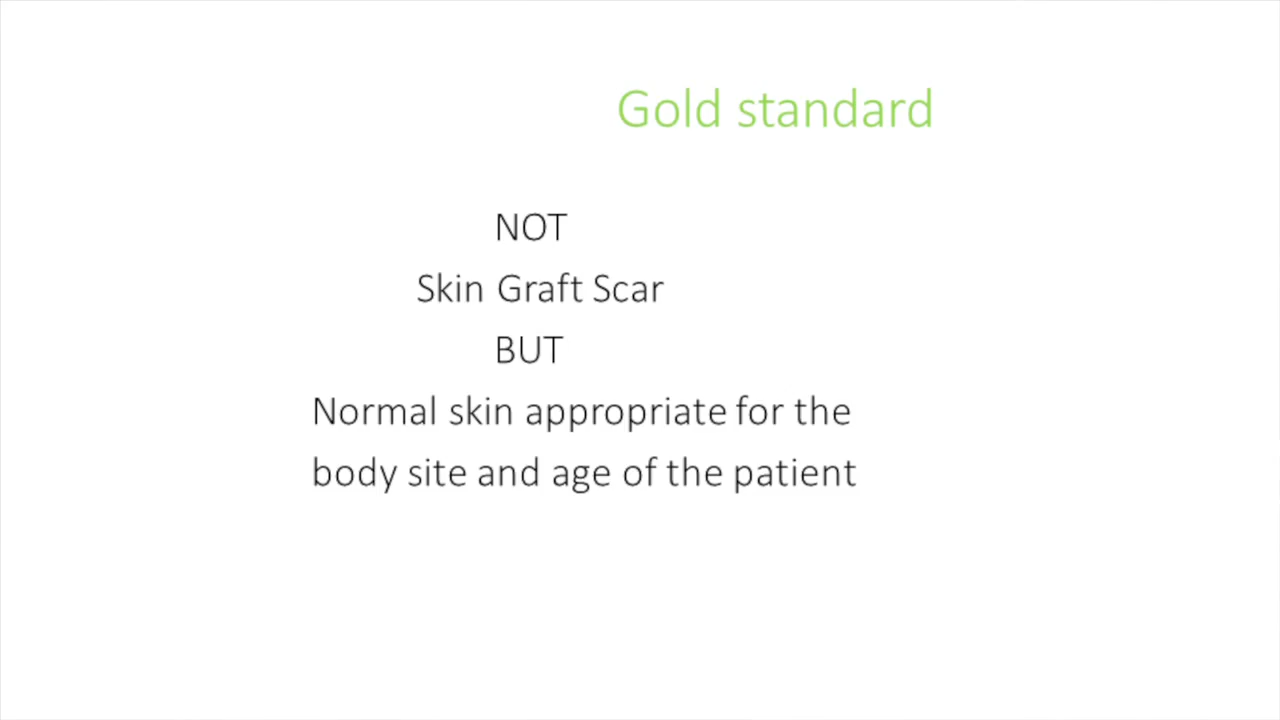 Gold standard
NOT
Skin Graft Scar
BUT
Normal skin appropriate for the
body site and age of the patient